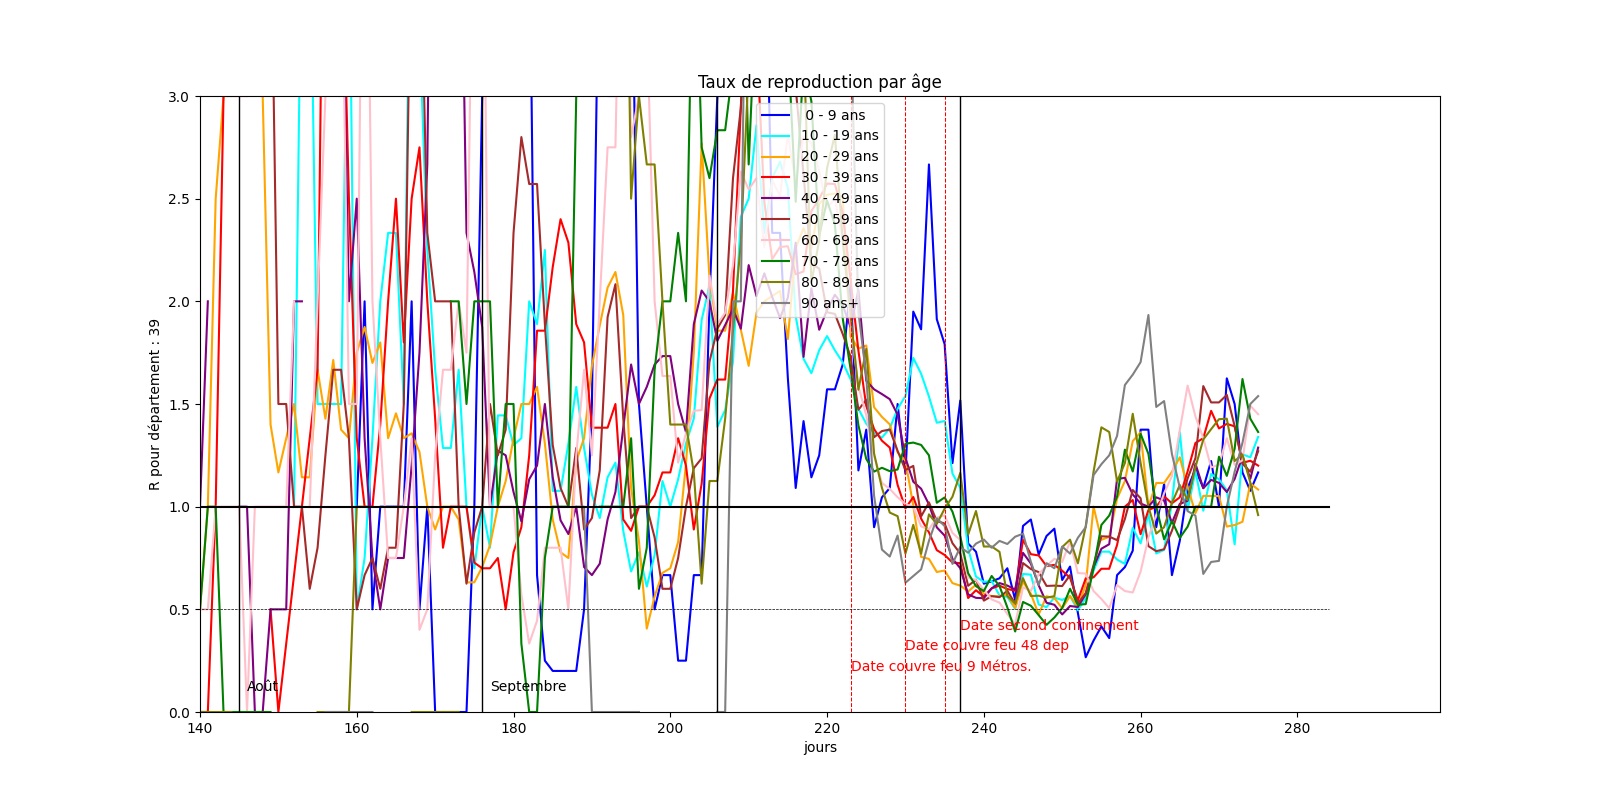 Taux de reproduction par âge
R pour département : 39
3.0
2.5
2.0
1.5
1.0
0.5
0.0
0 - 9 ans
10 - 19 ans
20 - 29 ans
30 - 39 ans
40 - 49 ans
50 - 59 ans
60 - 69 ans
70 - 79 ans
80 - 89 ans
90 ans+
Date second confinement
Date couvre feu 48 dep
Date couvre feu 9 Métros.
Août
Septembre
140
160
180
200
220
240
260
280
jours